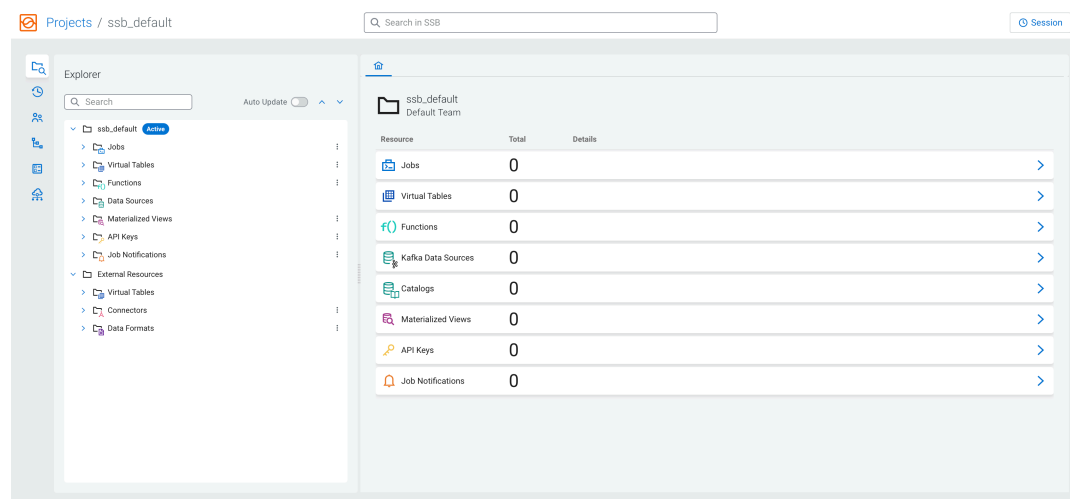 Projects / ssb_default
Search in SSB
Session
Explorer
Search
Auto Update
ssb_default Active
Jobs
Virtual Tables
Functions
Data Sources
Materialized Views
API Keys
Job Notifications
External Resources
Virtual Tables
Connectors
Data Formats
ssb_default
Default Team
Resource Total Details
Jobs 0
Virtual Tables 0
f() Functions 0
Kafka Data Sources 0
Catalogs 0
Materialized Views 0
API Keys 0
Job Notifications 0